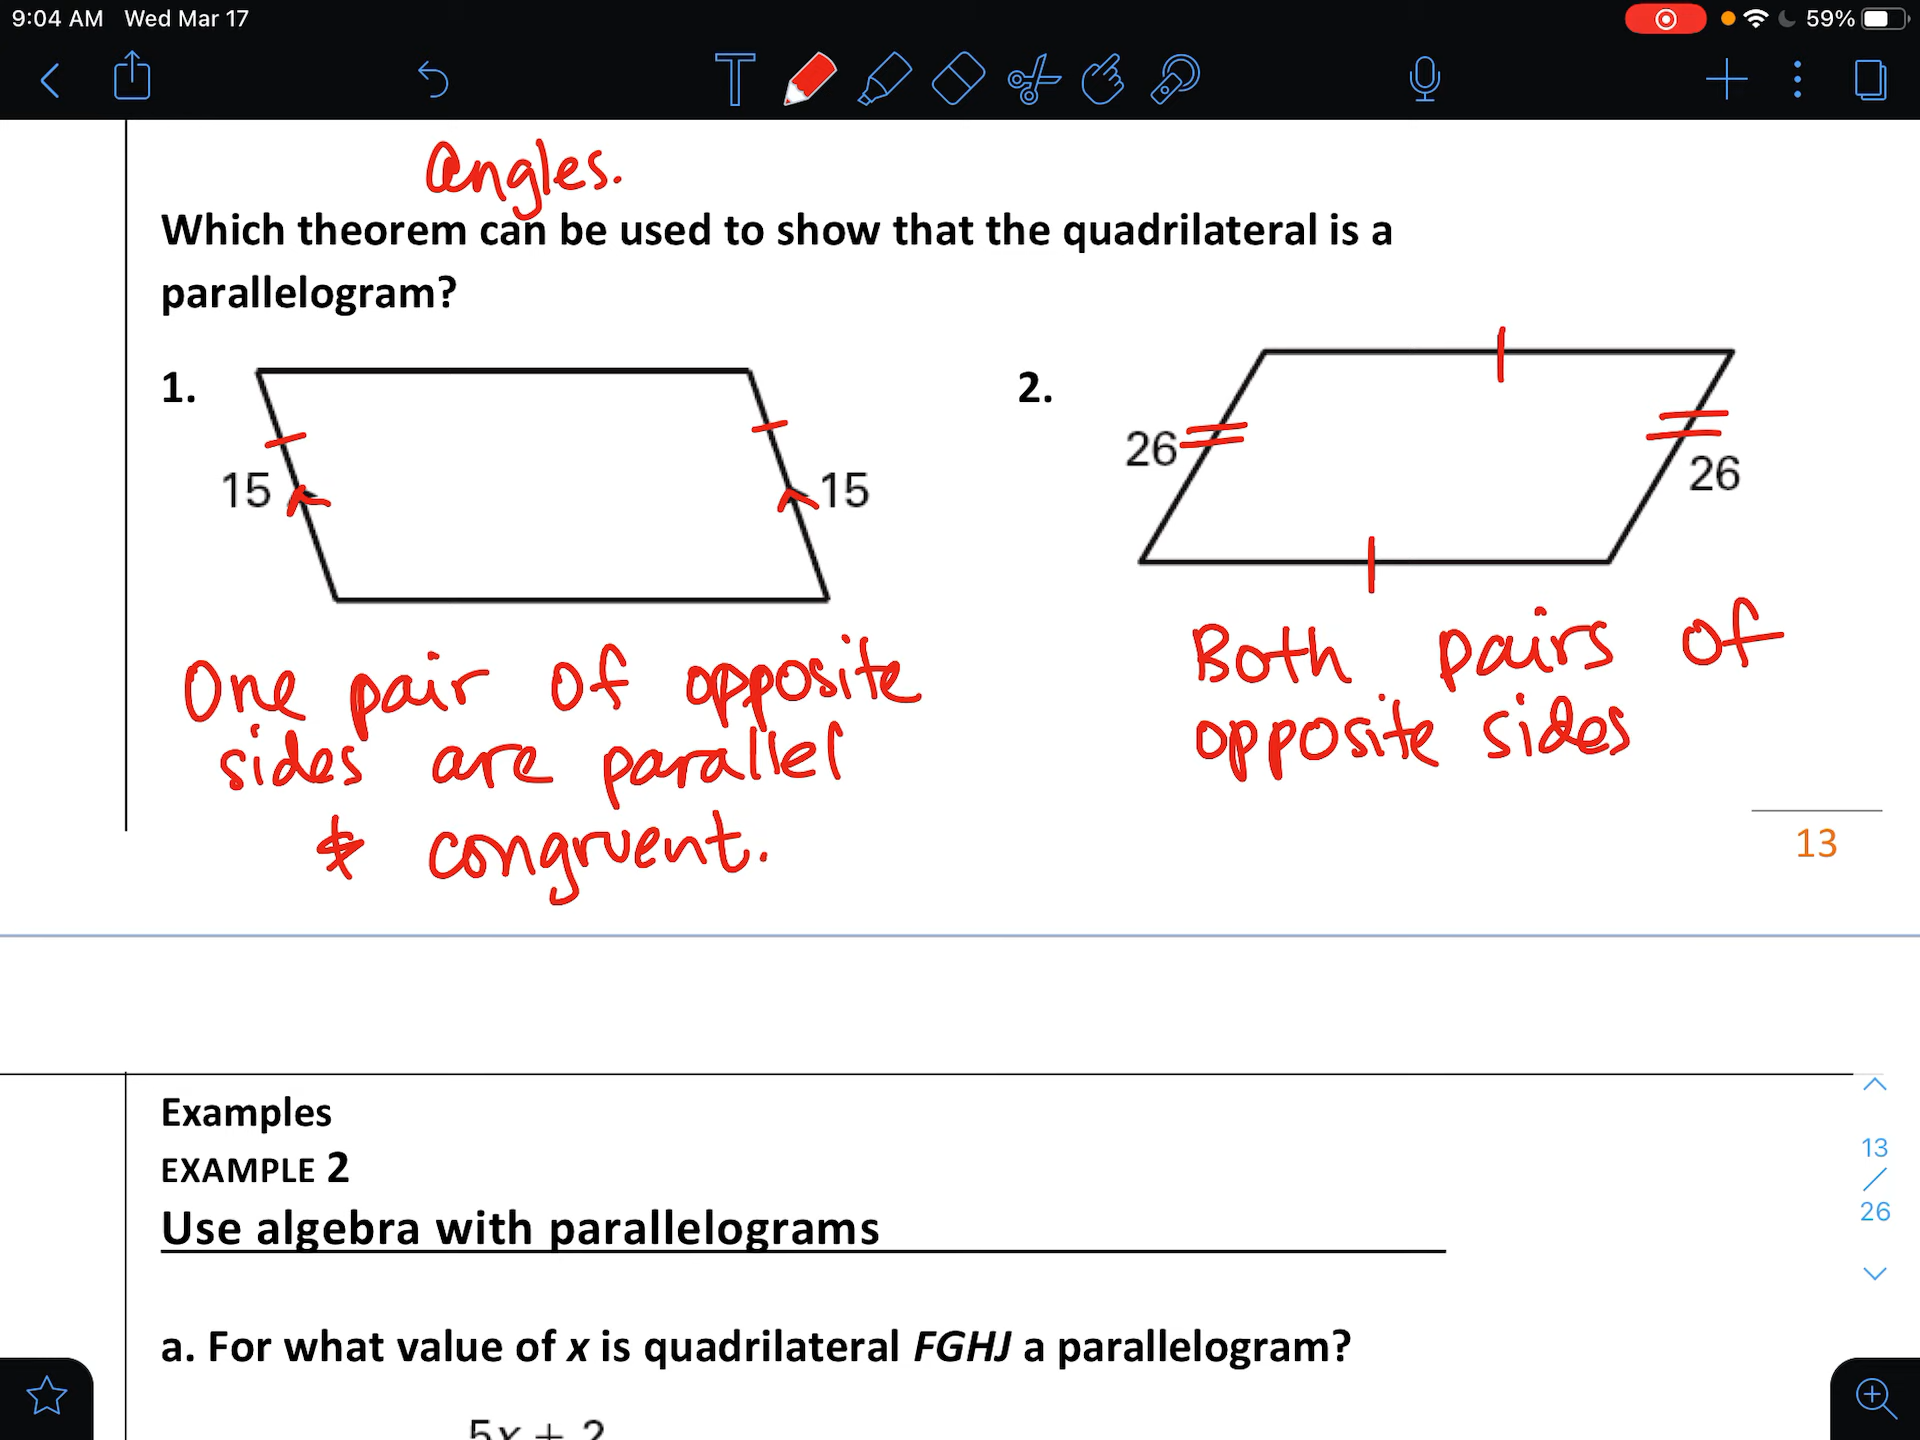 9:04 AM Wed Mar 17
59%
T
angles.
Which theorem can be used to show that the quadrilateral is a
parallelogram?
1.
15
15
2.
26
26
One pair of opposite
sides are parallel
& congruent.
Both pairs of
opposite sides
13
Examples
EXAMPLE 2
Use algebra with parallelograms
a. For what value of x is quadrilateral FGHJ a parallelogram?
5x + 2
13
/
26